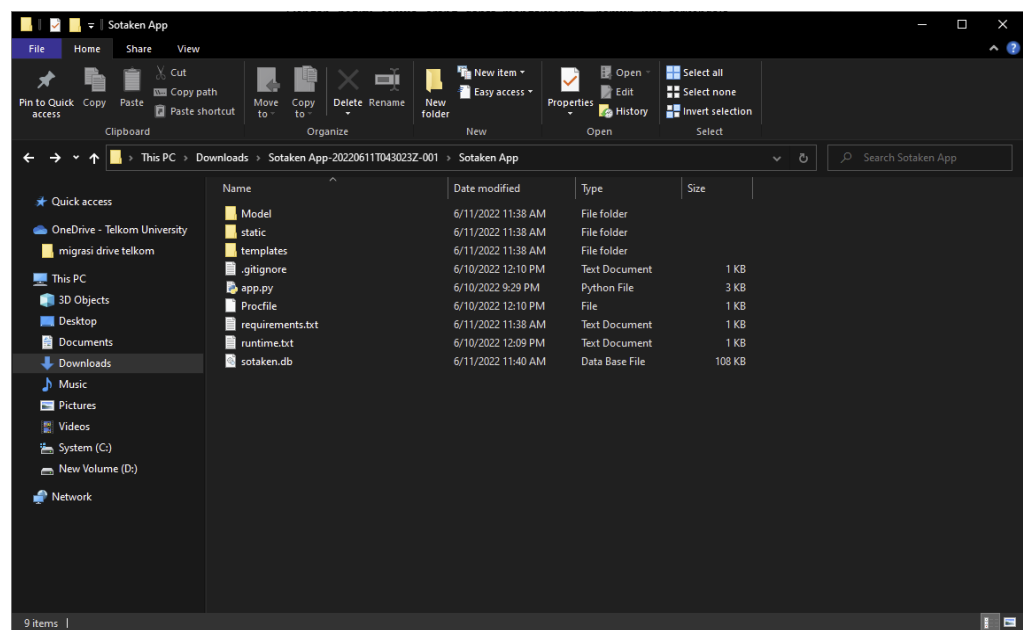 Sotaken App
File Home Share View
Pin to Quick access
Copy
Paste
Cut
Copy path
Paste shortcut
Clipboard
Move to
Copy to
Delete
Rename
Organize
New folder
New item
Easy access
New
Properties
Open
Edit
History
Open
Select all
Select none
Invert selection
Select
This PC Downloads Sotaken App-20220611T043023Z-001 Sotaken App
Search Sotaken App
Quick access
OneDrive - Telkom University
migrasi drive telkom
This PC
3D Objects
Desktop
Documents
Downloads
Music
Pictures
Videos
System (C:)
New Volume (D:)
Network
Name Date modified Type Size
Model 6/11/2022 11:38 AM File folder
static 6/11/2022 11:38 AM File folder
templates 6/11/2022 11:38 AM File folder
.gitignore 6/10/2022 12:10 PM Text Document 1 KB
app.py 6/10/2022 9:29 PM Python File 3 KB
Procfile 6/10/2022 12:10 PM File 1 KB
requirements.txt 6/11/2022 11:38 AM Text Document 1 KB
runtime.txt 6/10/2022 12:09 PM Text Document 1 KB
sotaken.db 6/11/2022 11:40 AM Data Base File 108 KB
9 items